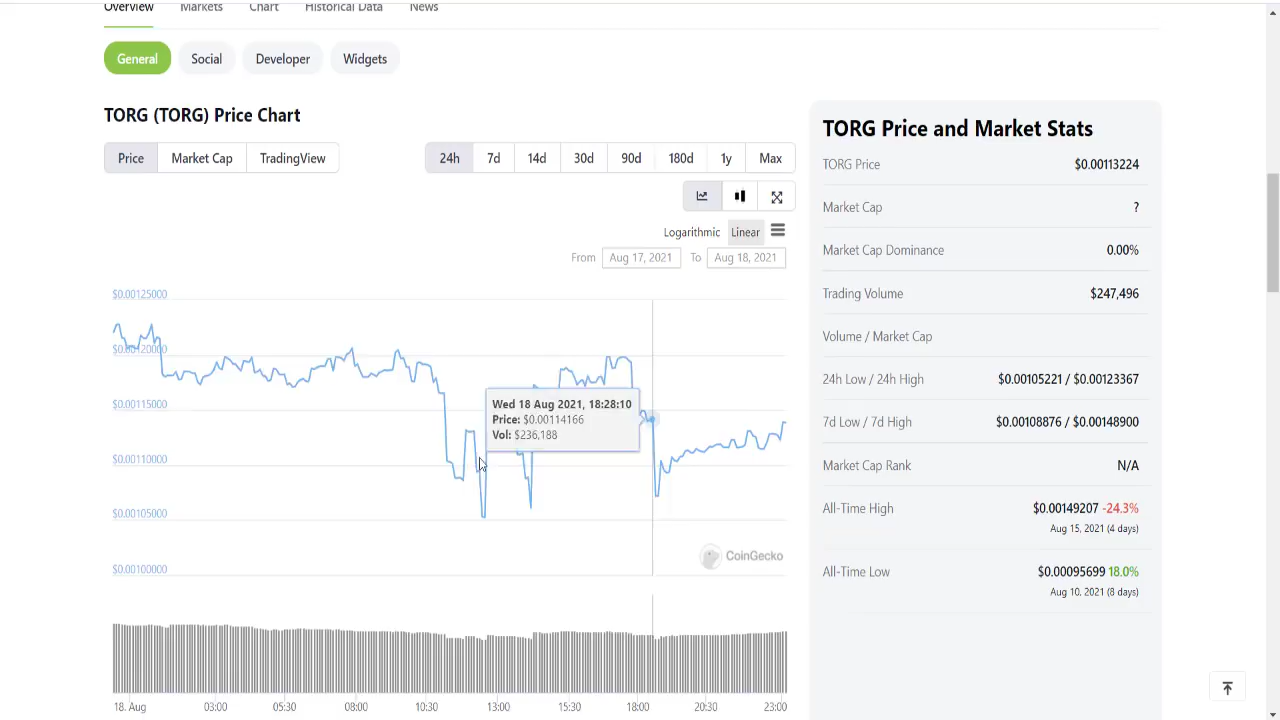 Overview Markets Chart Historical Data News
General Social Developer Widgets
TORG (TORG) Price Chart
Price Market Cap TradingView
24h 7d 14d 30d 90d 180d 1y Max
Logarithmic Linear
From Aug 17, 2021 To Aug 18, 2021
$0.00125000
$0.00120000
$0.00115000
$0.00110000
$0.00105000
$0.00100000
Wed 18 Aug 2021, 18:28:10
Price: $0.00114166
Vol: $236,188
CoinGecko
18. Aug 03:00 05:30 08:00 10:30 13:00 15:30 18:00 20:30 23:00
TORG Price and Market Stats
TORG Price $0.00113224
Market Cap ?
Market Cap Dominance 0.00%
Trading Volume $247,496
Volume / Market Cap
24h Low / 24h High $0.00105221 / $0.00123367
7d Low / 7d High $0.00108876 / $0.00148900
Market Cap Rank N/A
All-Time High $0.00149207 -24.3%
Aug 15, 2021 (4 days)
All-Time Low $0.00095699 18.0%
Aug 10, 2021 (8 days)